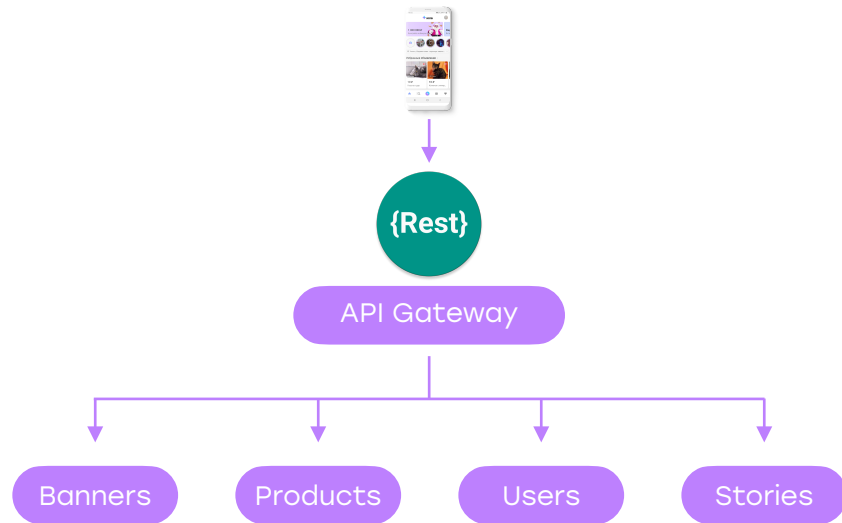 {Rest}
API Gateway
Banners
Products
Users
Stories